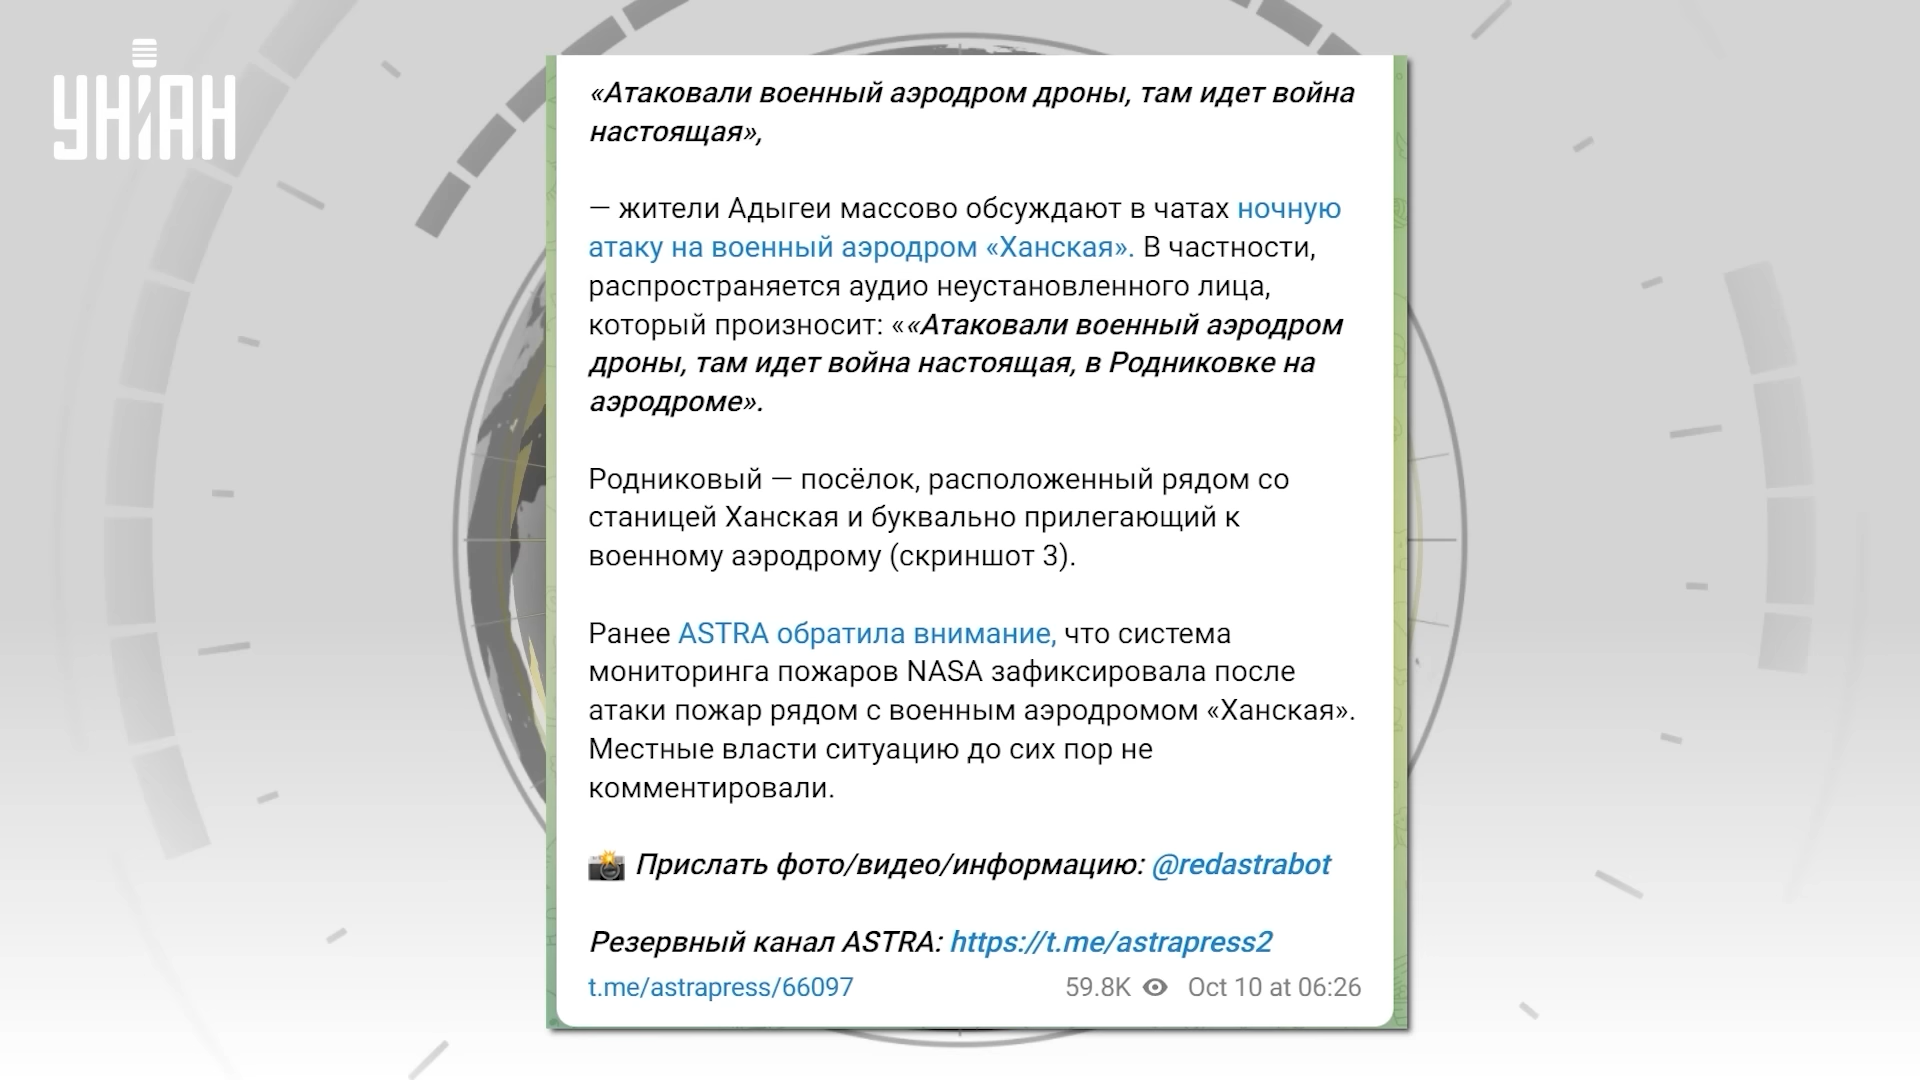 УНІАН
«Атаковали военный аэродром дроны, там идет война
настоящая»,
— жители Адыгеи массово обсуждают в чатах ночную
атаку на военный аэродром «Ханская». В частности,
распространяется аудио неустановленного лица,
который произносит: ««Атаковали военный аэродром
дроны, там идет война настоящая, в Родниковке на
аэродроме».
Родниковый — посёлок, расположенный рядом со
станицей Ханская и буквально прилегающий к
военному аэродрому (скриншот 3).
Ранее ASTRA обратила внимание, что система
мониторинга пожаров NASA зафиксировала после
атаки пожар рядом с военным аэродромом «Ханская».
Местные власти ситуацию до сих пор не
комментировали.
📸 Прислать фото/видео/информацию: @redastrabot
Резервный канал ASTRA: https://t.me/astrapress2
t.me/astrapress/66097 59.8K Oct 10 at 06:26